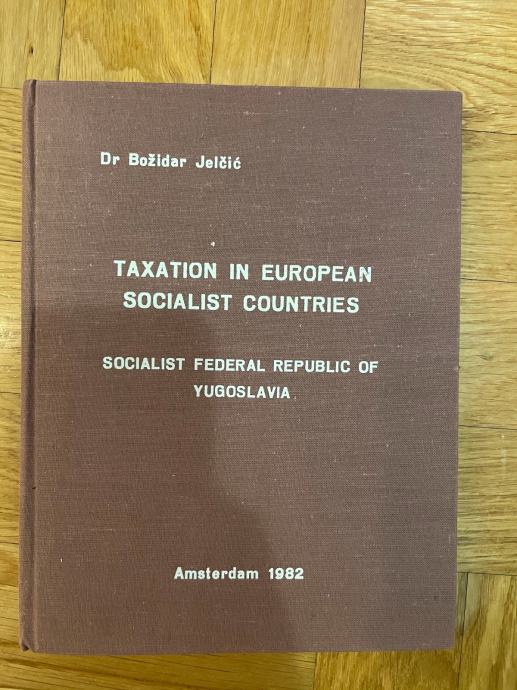 Dr Božidar Jelčić
TAXATION IN EUROPEAN
SOCIALIST COUNTRIES
SOCIALIST FEDERAL REPUBLIC OF
YUGOSLAVIA
Amsterdam 1982